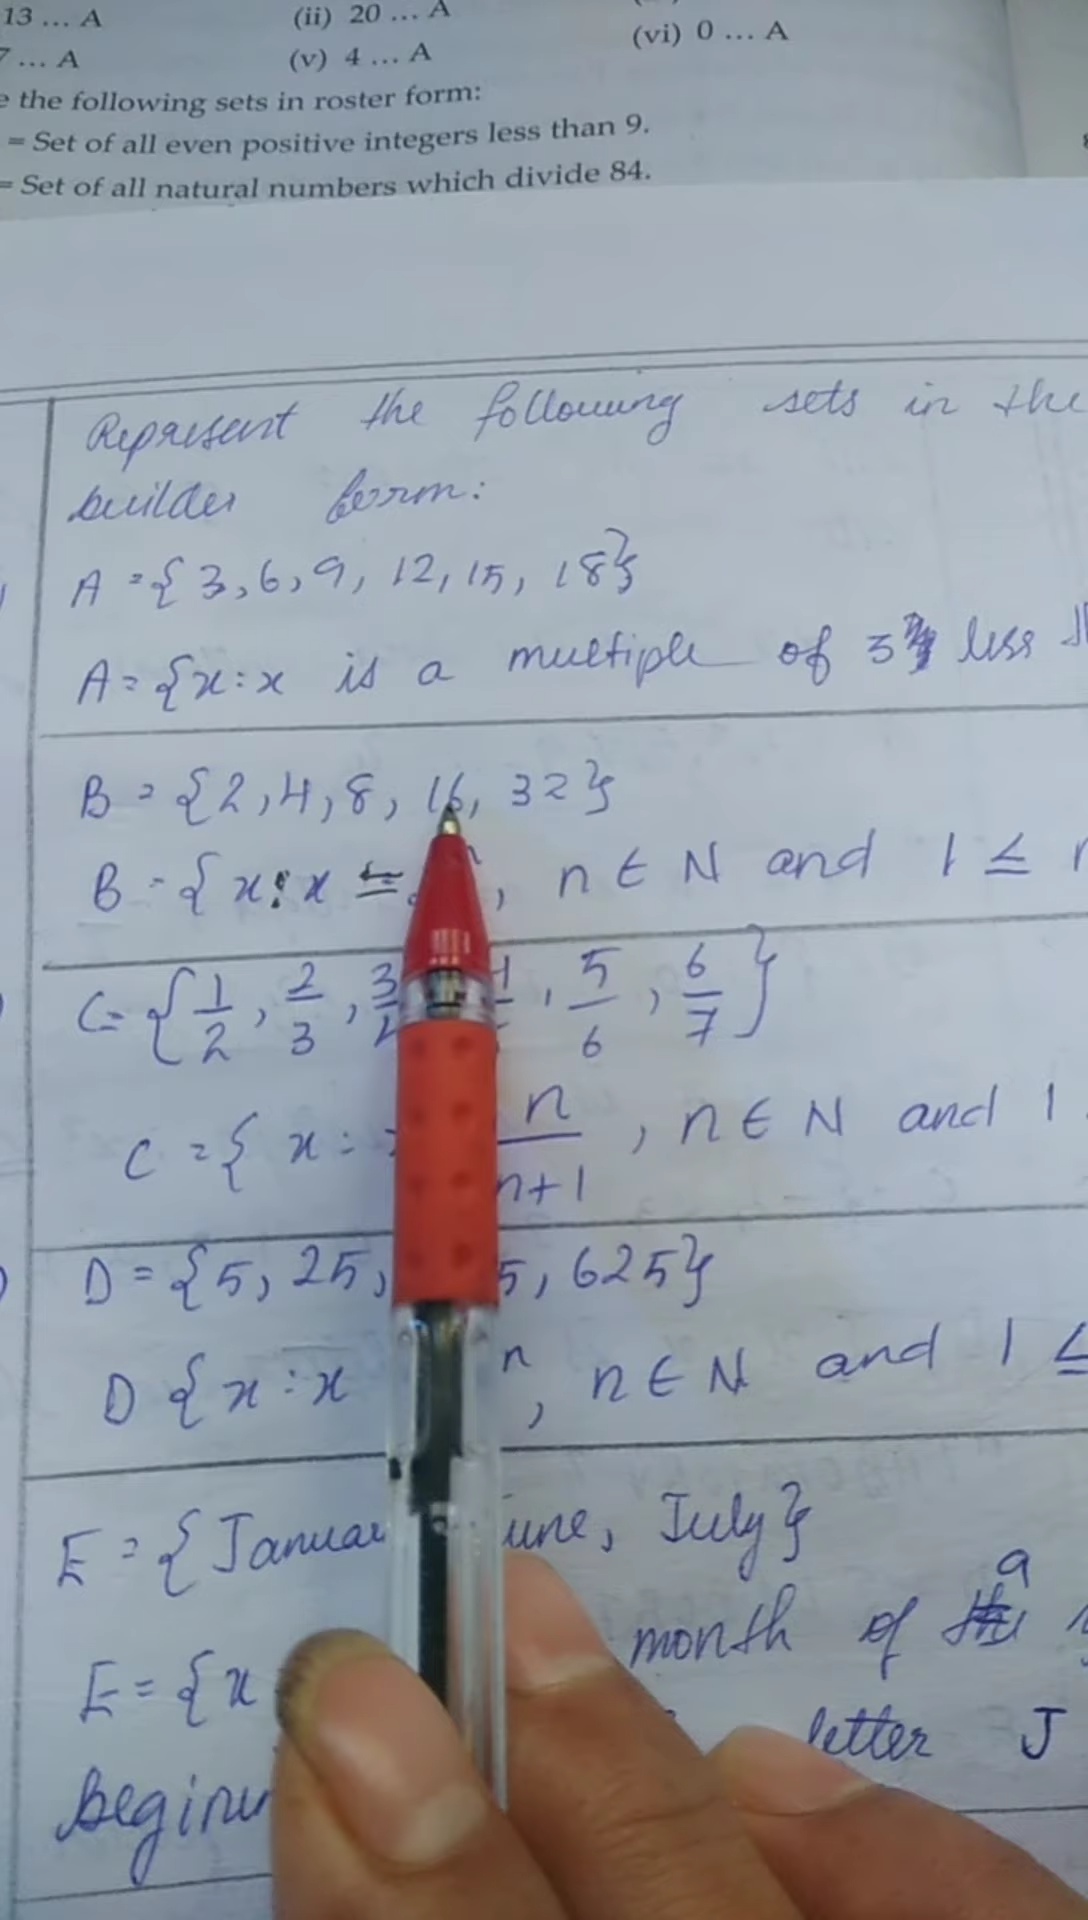 13 ... A (ii) 20 ... A
7 ... A (v) 4 ... A (vi) 0 ... A
e the following sets in roster form:
= Set of all even positive integers less than 9.
= Set of all natural numbers which divide 84.
Represent the following sets in the
builder form:
A = {3, 6, 9, 12, 15, 18}
A = {x : x is a multiple of 3 less
B = {2, 4, 8, 16, 32}
B = {x : x = n, n ∈ N and 1 ≤
C = {1/2, 2/3, 3/ , 5/6, 6/7}
C = { x : n/n+1 , n ∈ N and 1
D = {5, 25, 5, 625}
D {x : x n, n ∈ N and 1 ≤
E = {Januar une, July}
E = {x month of a
letter J
Begin